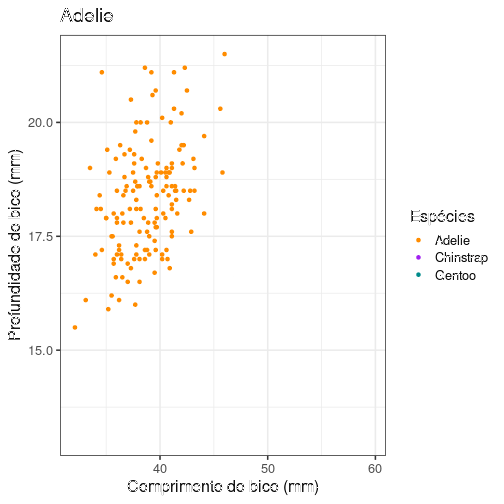 Adelie
20.0
17.5
15.0
40
50
60
Comprimento do bico (mm)
Profundidade do bico (mm)
Espécies
Adelie
Chinstrap
Gentoo